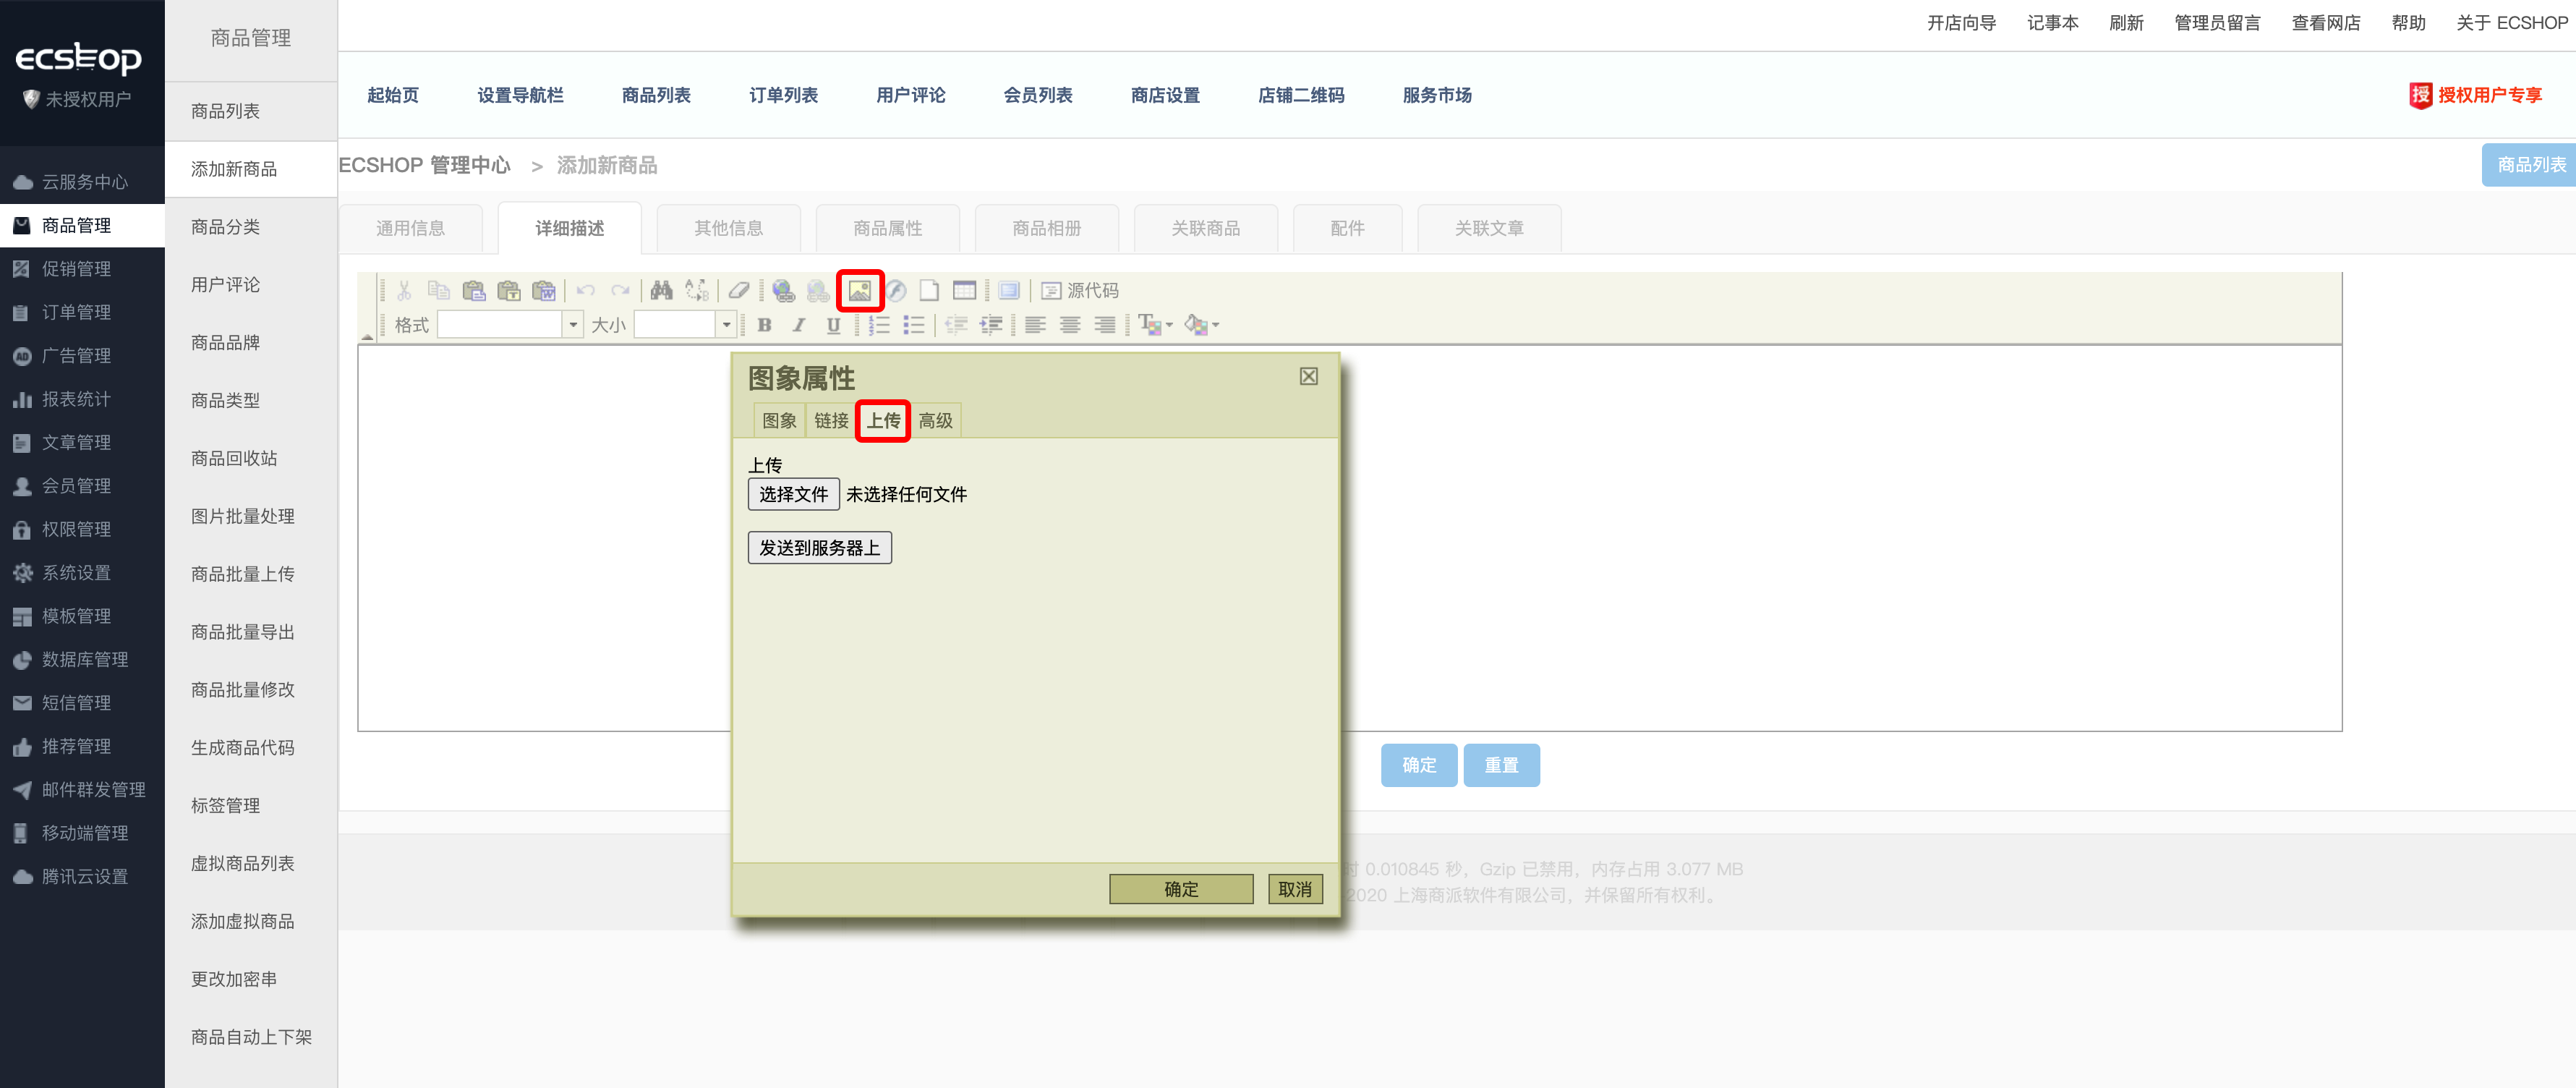 ecshop
未授权用户
云服务中心
商品管理
促销管理
订单管理
广告管理
报表统计
文章管理
会员管理
权限管理
系统设置
模板管理
数据库管理
短信管理
推荐管理
邮件群发管理
移动端管理
腾讯云设置
商品管理
商品列表
添加新商品
商品分类
用户评论
商品品牌
商品类型
商品回收站
图片批量处理
商品批量上传
商品批量导出
商品批量修改
生成商品代码
标签管理
虚拟商品列表
添加虚拟商品
更改加密串
商品自动上下架
开店向导 记事本 刷新 管理员留言 查看网店 帮助 关于 ECSHOP
起始页 设置导航栏 商品列表 订单列表 用户评论 会员列表 商店设置 店铺二维码 服务市场 授 授权用户专享
ECSHOP 管理中心 > 添加新商品 商品列表
通用信息 详细描述 其他信息 商品属性 商品相册 关联商品 配件 关联文章
源代码
格式 大小 B I U
图象属性
图象 链接 上传 高级
上传
选择文件 未选择任何文件
发送到服务器上
确定 取消
确定 重置
时 0.010845 秒，Gzip 已禁用，内存占用 3.077 MB
2020 上海商派软件有限公司，并保留所有权利。